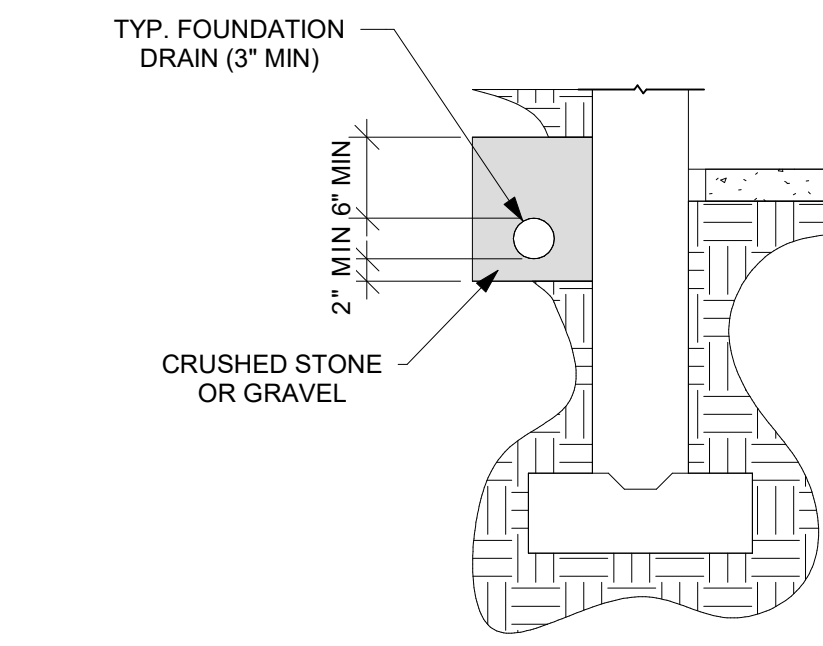 TYP. FOUNDATION
DRAIN (3" MIN)
6" MIN
2" MIN
CRUSHED STONE
OR GRAVEL